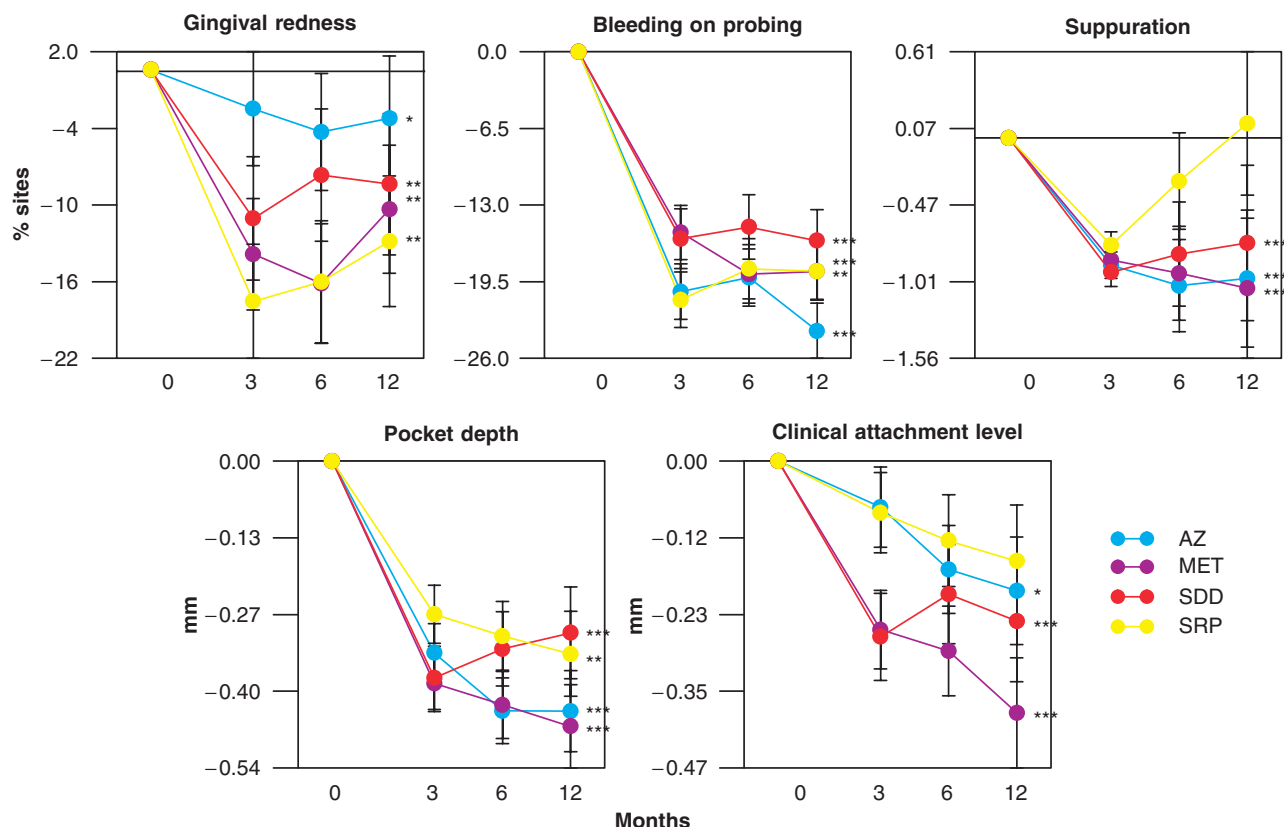 Gingival redness
Bleeding on probing
Suppuration
% sites
2.0
−4
−10
−16
−22
0 3 6 12
*
**
**
**
0.0
−6.5
−13.0
−19.5
−26.0
0 3 6 12
***
***
**
***
0.61
0.07
−0.47
−1.01
−1.56
0 3 6 12
***
***
***
Pocket depth
Clinical attachment level
mm
0.00
−0.13
−0.27
−0.40
−0.54
0 3 6 12
***
**
***
***
mm
0.00
−0.12
−0.23
−0.35
−0.47
0 3 6 12
*
***
***
AZ
MET
SDD
SRP
Months